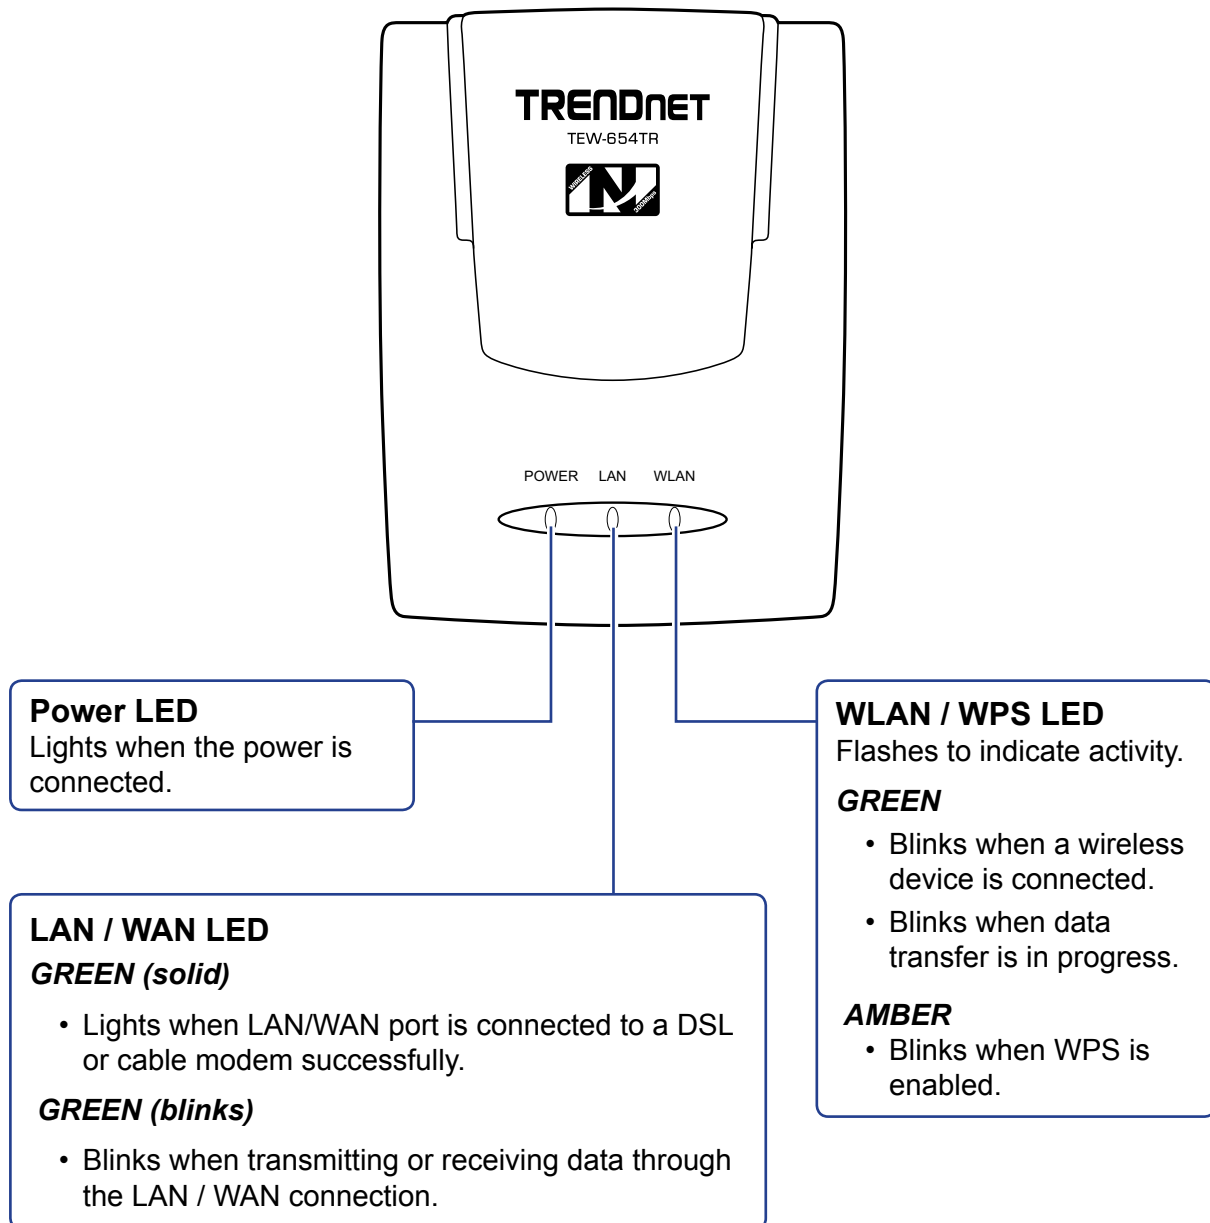 TRENDnet
TEW-654TR
WIRELESS
N
300Mbps
POWER LAN WLAN
Power LED
Lights when the power is
connected.
LAN / WAN LED
GREEN (solid)
• Lights when LAN/WAN port is connected to a DSL
or cable modem successfully.
GREEN (blinks)
• Blinks when transmitting or receiving data through
the LAN / WAN connection.
WLAN / WPS LED
Flashes to indicate activity.
GREEN
• Blinks when a wireless
device is connected.
• Blinks when data
transfer is in progress.
AMBER
• Blinks when WPS is
enabled.